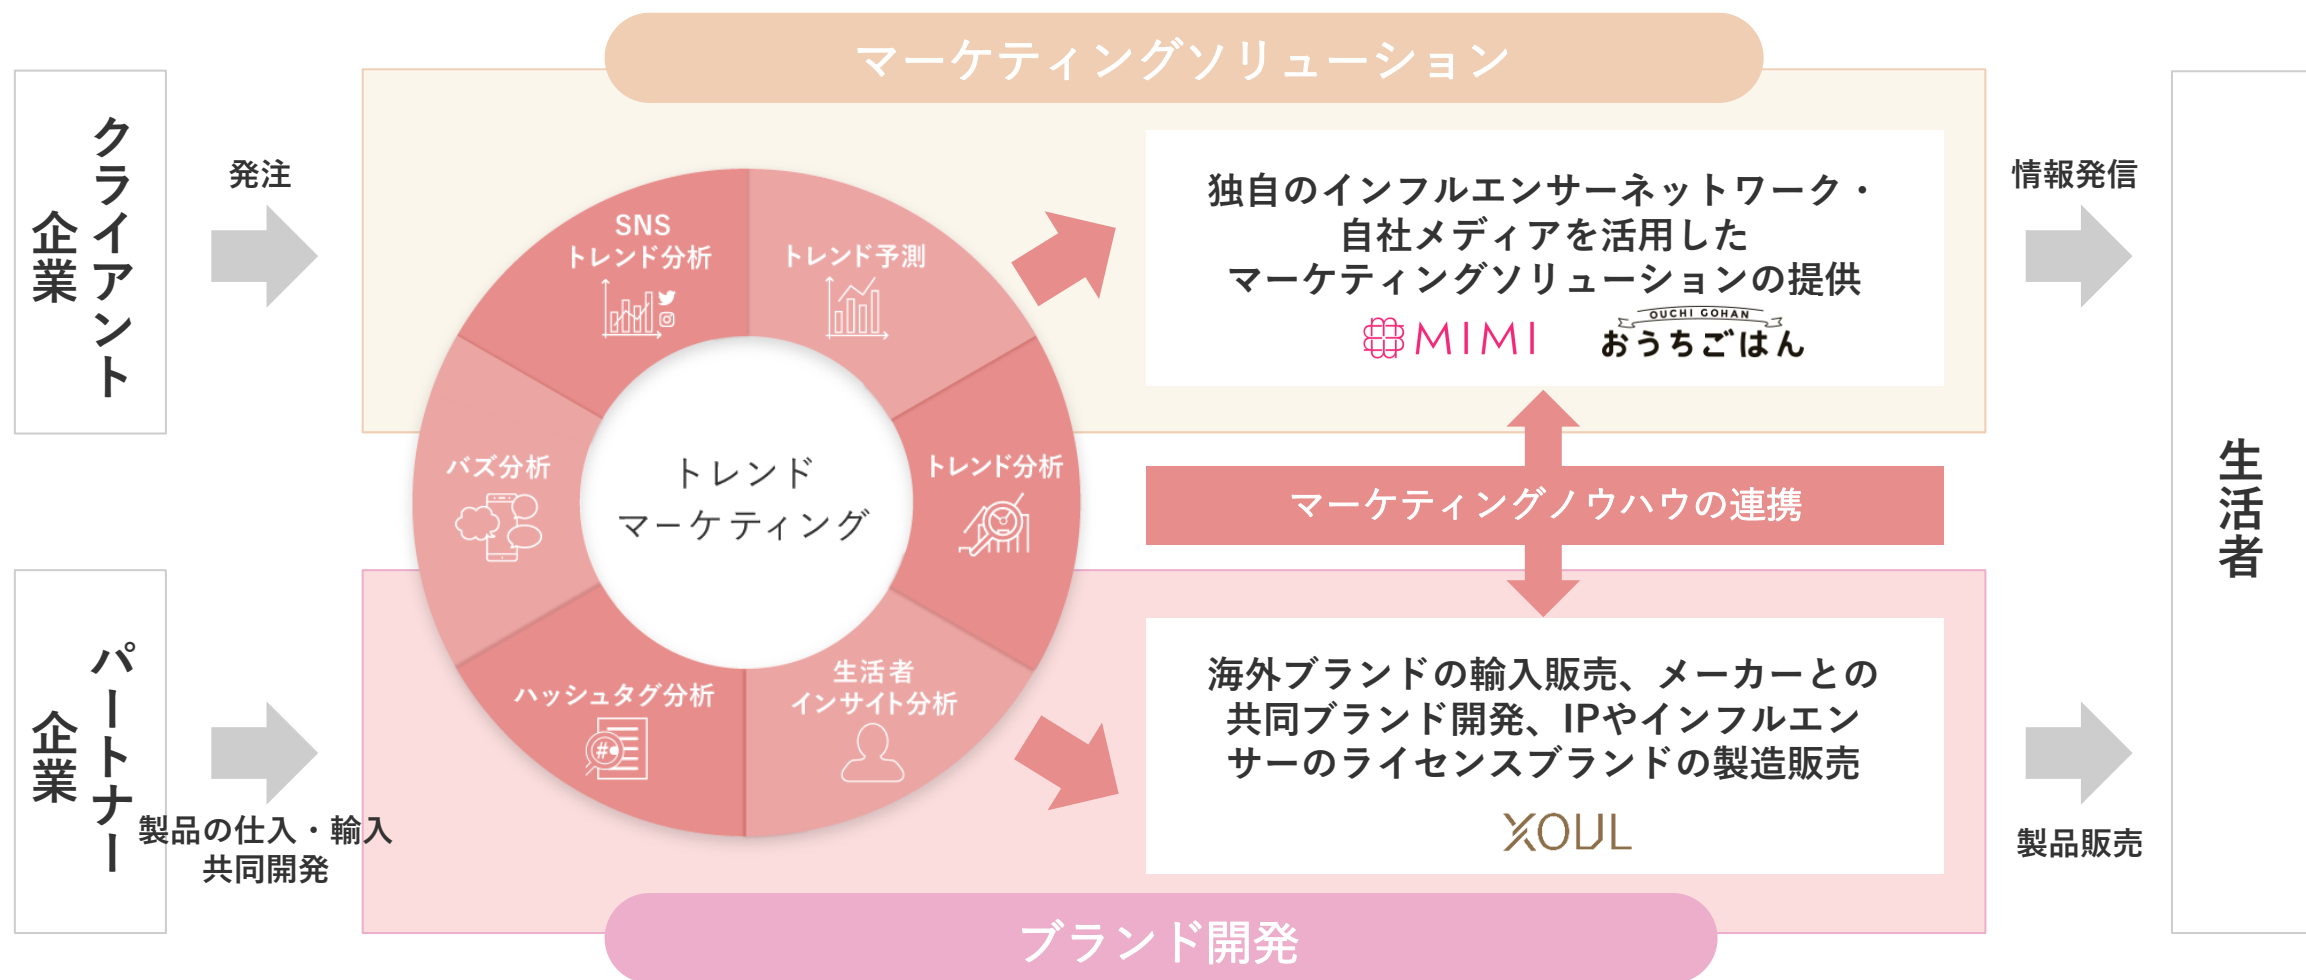 マーケティングソリューション
クライアント
企業
発注
SNS
トレンド分析
トレンド予測
バズ分析
トレンド分析
ハッシュタグ分析
#
生活者
インサイト分析
トレンド
マーケティング
独自のインフルエンサーネットワーク・
自社メディアを活用した
マーケティングソリューションの提供
MIMI
OUCHI GOHAN
おうちごはん
情報発信
マーケティングノウハウの連携
生活者
パートナー
企業
製品の仕入・輸入
共同開発
海外ブランドの輸入販売、メーカーとの
共同ブランド開発、IPやインフルエン
サーのライセンスブランドの製造販売
XOUL
製品販売
ブランド開発